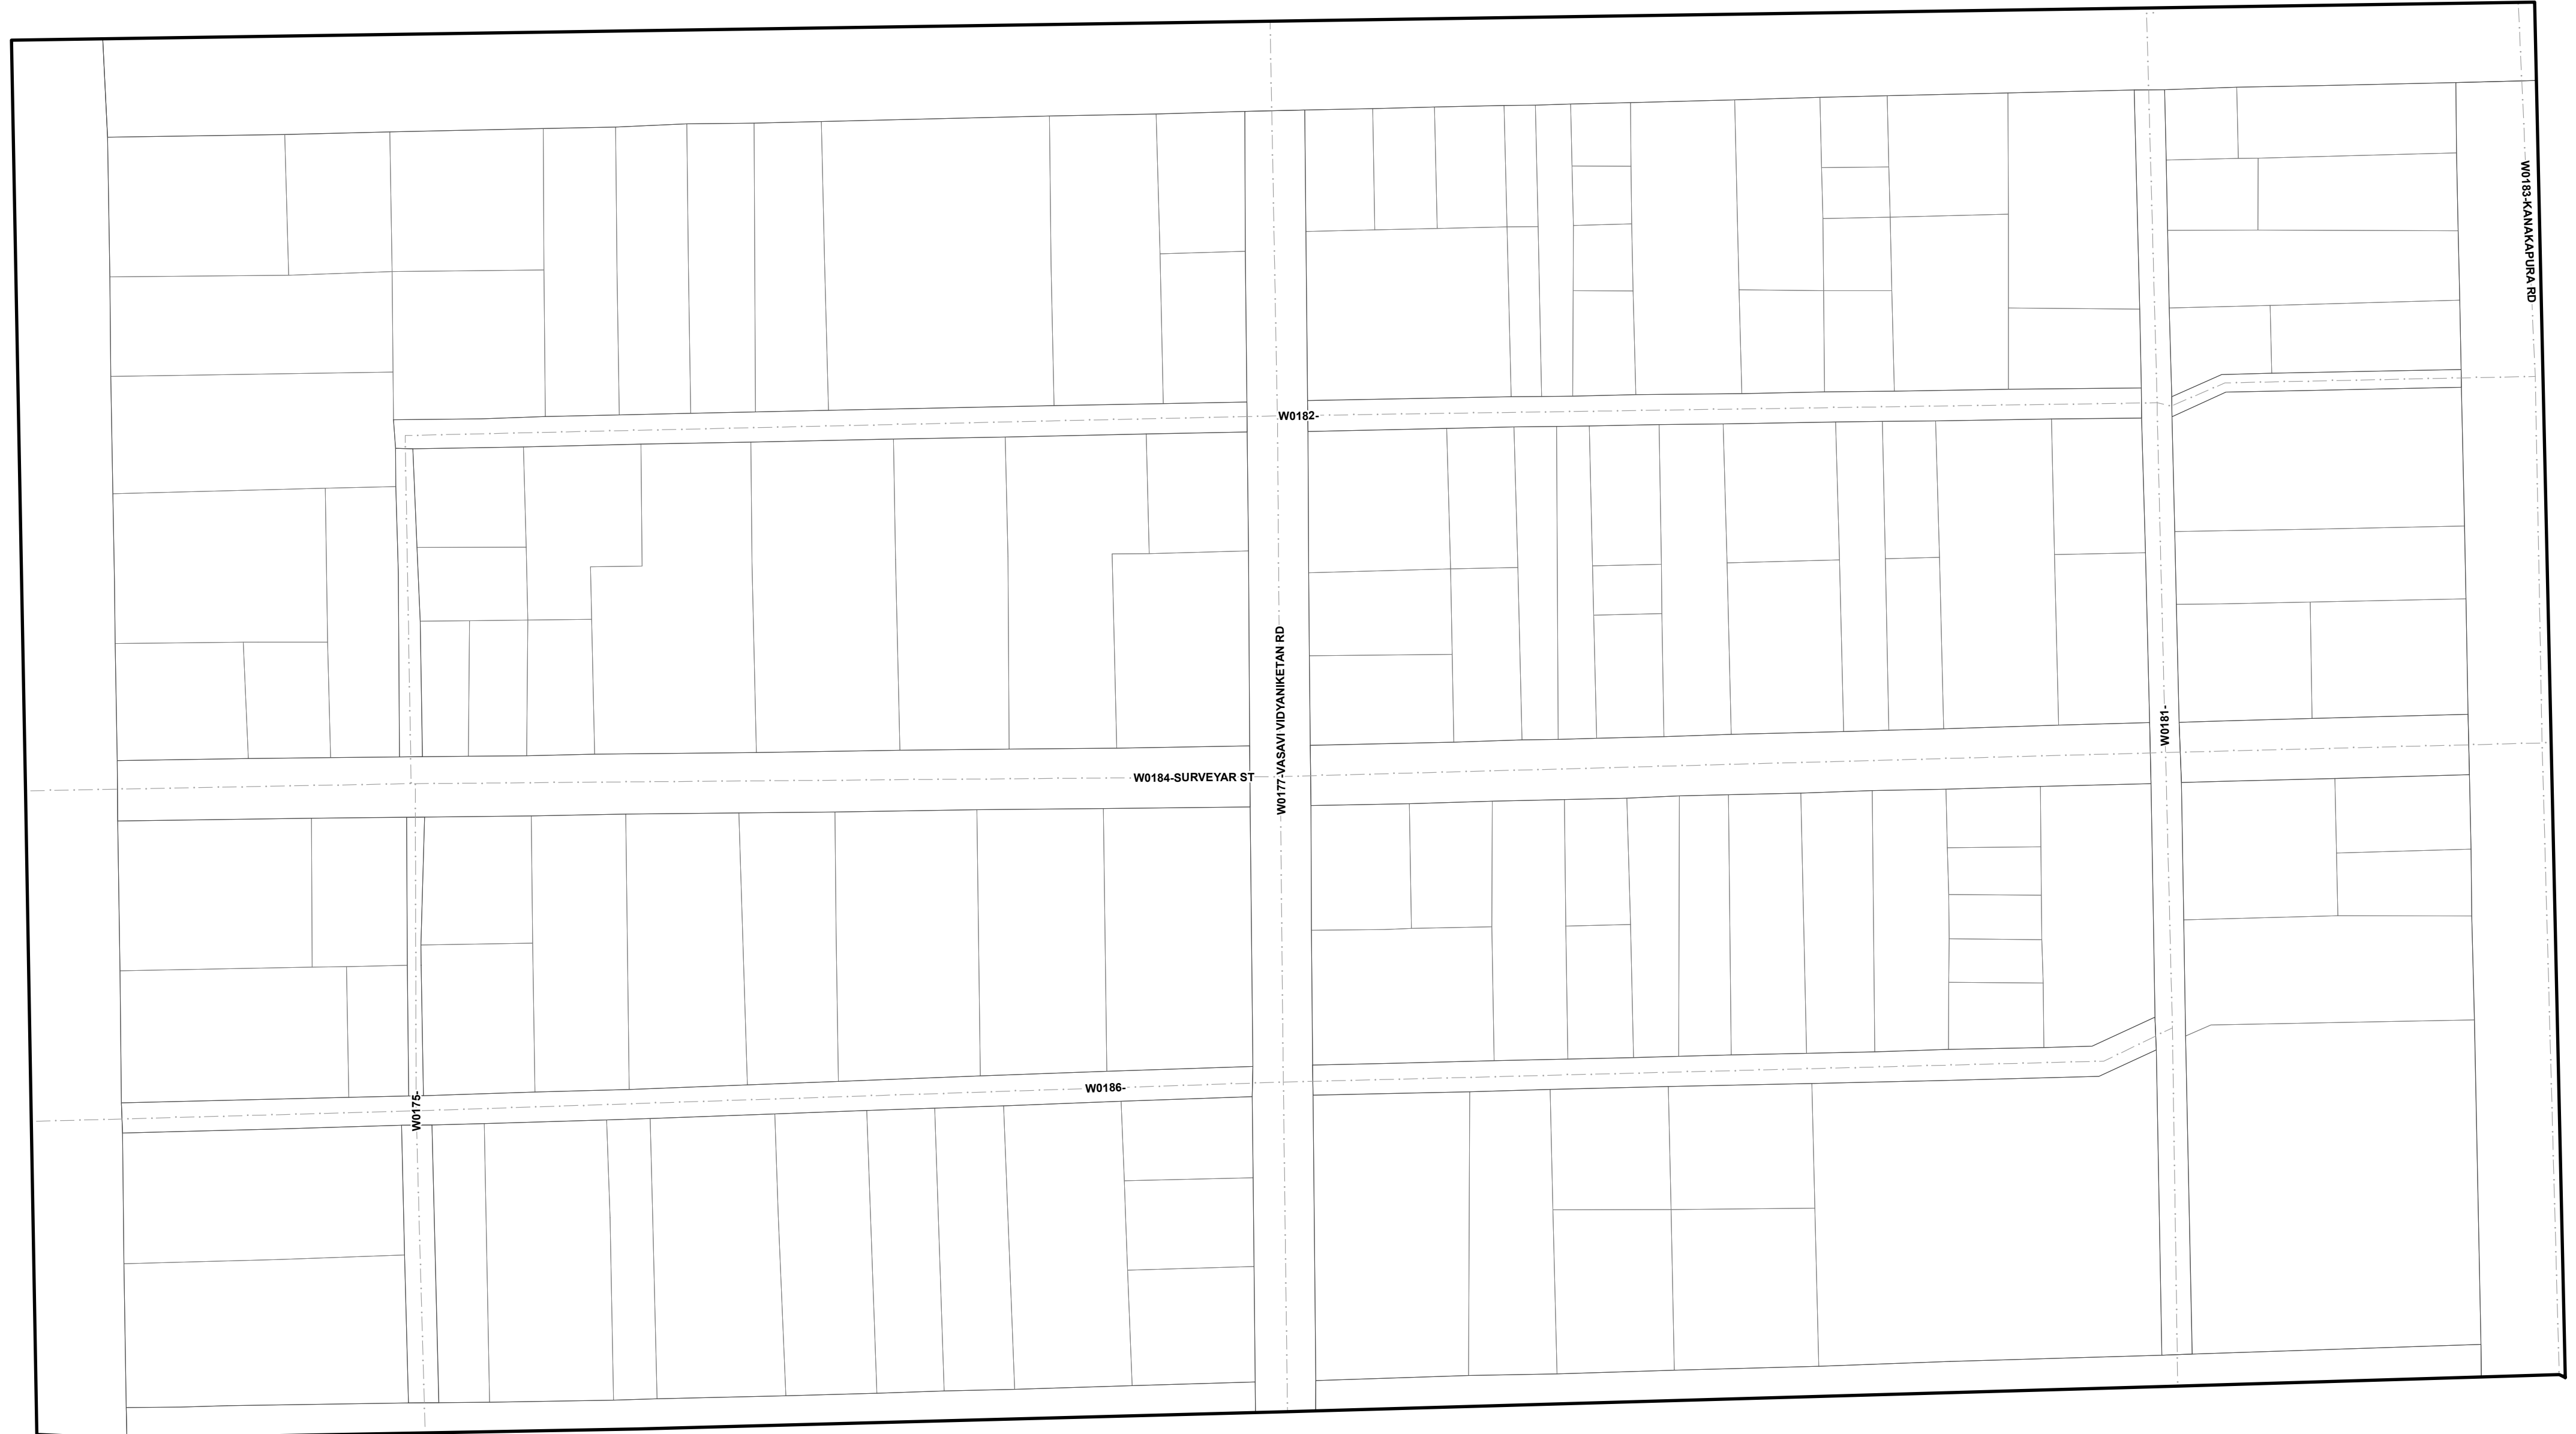 W0183-KANAKAPURA RD
W0182-
W0177-VASAVI VIDYANIKETAN RD
W0181-
W0184-SURVEYAR ST
W0186-
W0175-